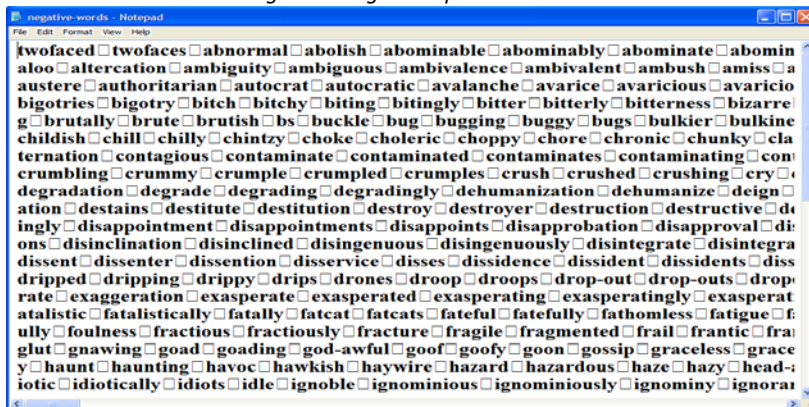 negative-words - Notepad
File Edit Format View Help
twofaced□twofaces□abnormal□abolish□abominable□abominably□abominate□abomin
aloo□altercation□ambiguity□ambiguous□ambivalence□ambivalent□ambush□amiss□a
austere□authoritarian□autocrat□autocratic□avalanche□avarice□avaricious□avaricio
bigotries□bigotry□bitch□bitchy□biting□bitingly□bitter□bitterly□bitterness□bizarre
g□brutally□brute□brutish□bs□buckle□bug□bugging□buggy□bugs□bulkier□bulkine
childish□chill□chilly□chintzy□choke□choleric□choppy□chore□chronic□chunky□cla
ternation□contagious□contaminate□contaminated□contaminates□contaminating□con
crumbling□crummy□crumple□crumpled□crumples□crush□crushed□crushing□cry□
degradation□degrade□degrading□degradingly□dehumanization□dehumanize□deign□
ation□destains□destitute□destitution□destroy□destroyer□destruction□destructive□de
ingly□disappointment□disappointments□disappoints□disapprobation□disapproval□dis
ons□disinclination□disinclined□disingenuous□disingenuously□disintegrate□disintegra
dissent□dissenter□dissention□disservice□disses□dissidence□dissident□dissidents□diss
dripped□dripping□drippy□drips□drones□droop□droops□drop-out□drop-outs□drop
rate□exaggeration□exasperate□exasperated□exasperating□exasperatingly□exasperat
atalistic□fatalistically□fatally□fatcat□fatcats□fateful□fatefully□fathomless□fatigue□f
ully□foulness□fractious□fractiously□fracture□fragile□fragmented□frail□frantic□fra
glut□gnawing□goad□goading□god-awful□goof□goofy□goon□gossip□graceless□grace
y□haunt□haunting□havoc□hawkish□haywire□hazard□hazardous□haze□hazy□head-
iotic□idiotically□idiots□idle□ignoble□ignominious□ignominiously□ignominy□ignora